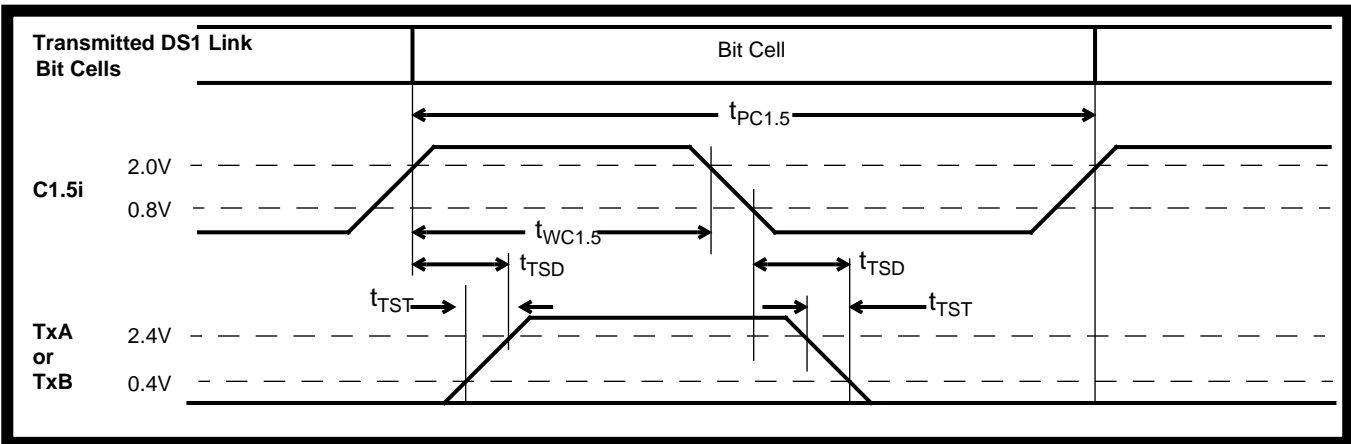 Transmitted DS1 Link
Bit Cells
Bit Cell
tPC1.5
2.0V
C1.5i
0.8V
tWC1.5
tTSD
tTSD
tTST
tTST
TxA
or
TxB
2.4V
0.4V